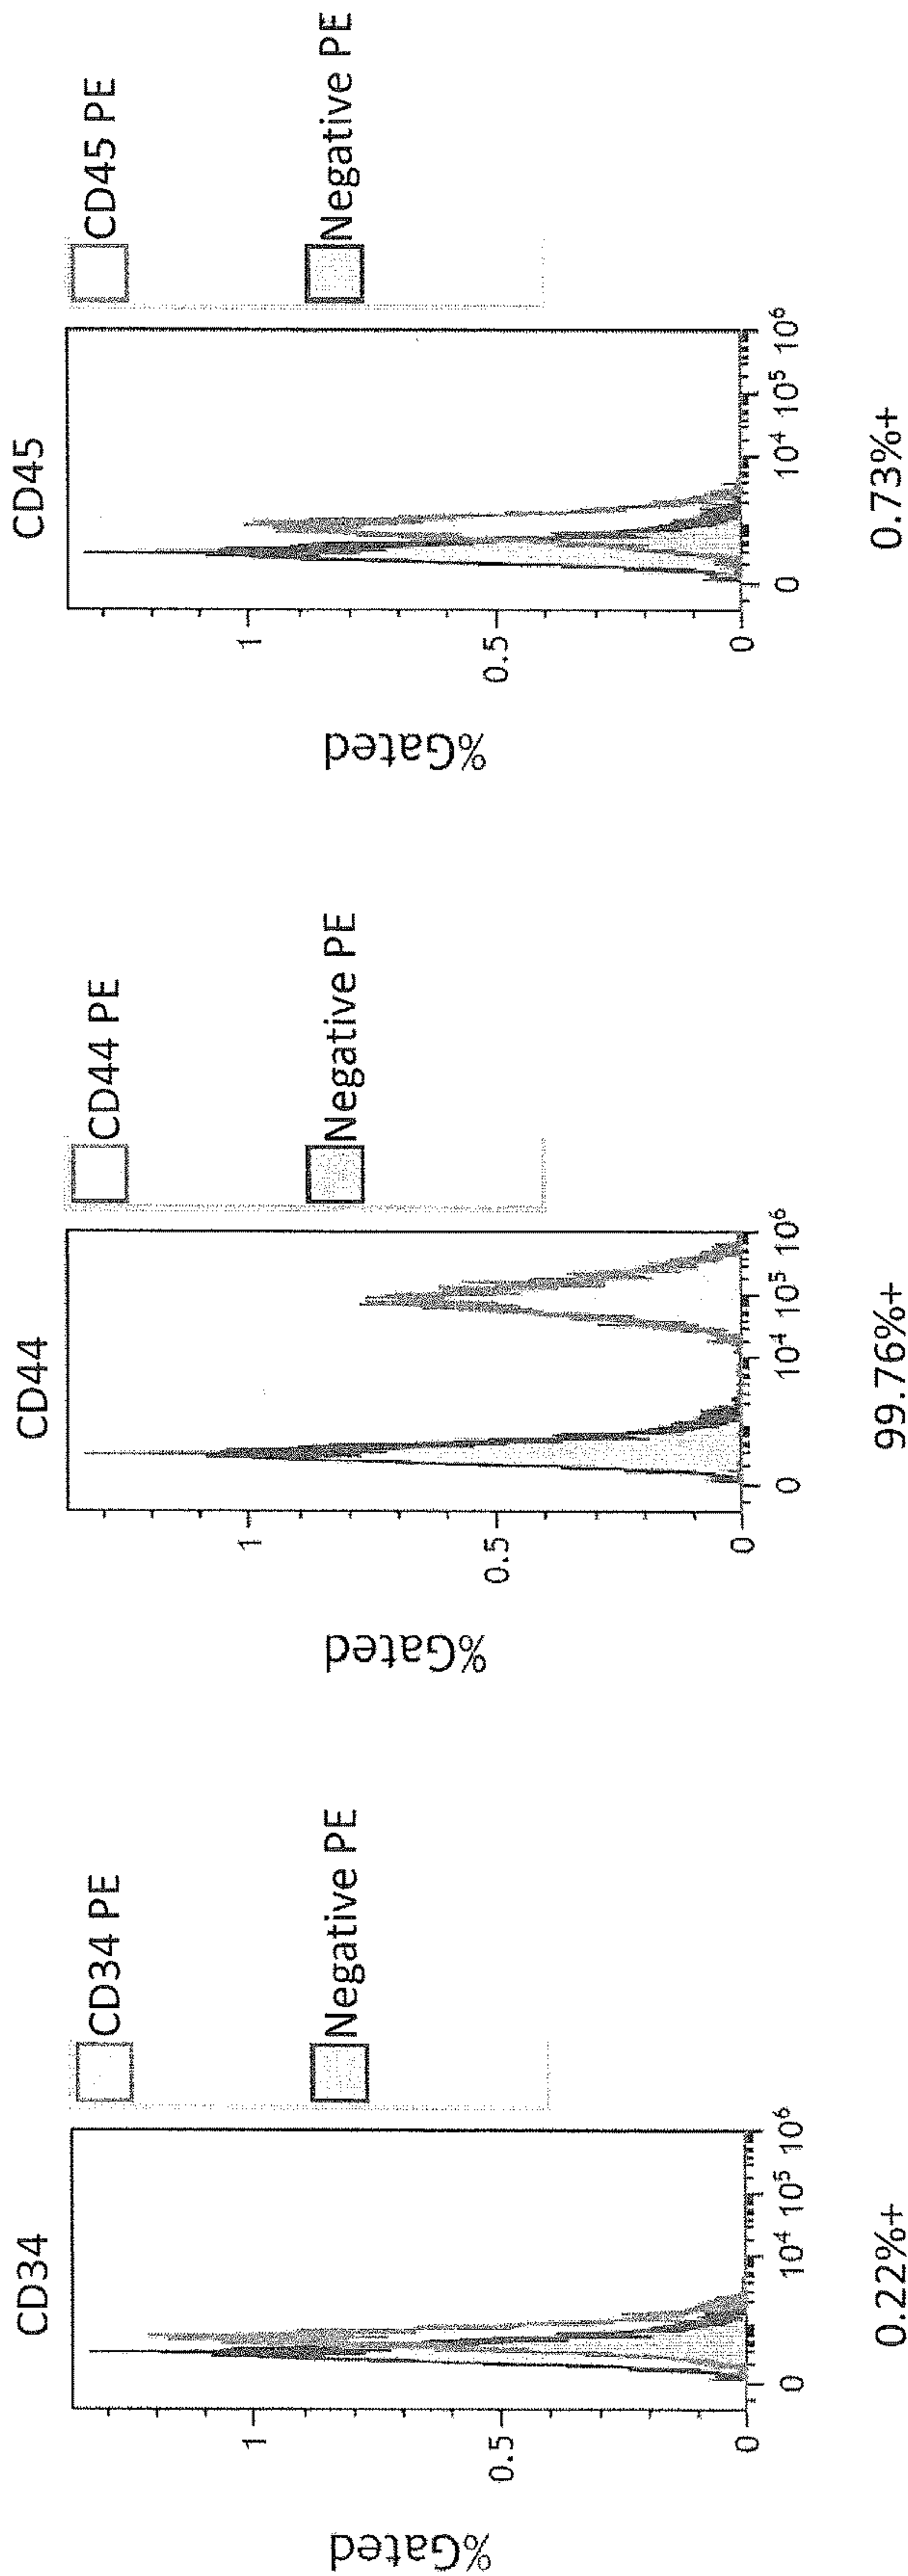 CD34
%Gated
1
0.5
0
0 10⁴ 10⁵ 10⁶
CD34 PE
Negative PE
0.22%+
CD44
%Gated
1
0.5
0
0 10⁴ 10⁵ 10⁶
CD44 PE
Negative PE
99.76%+
CD45
%Gated
1
0.5
0
0 10⁴ 10⁵ 10⁶
CD45 PE
Negative PE
0.73%+